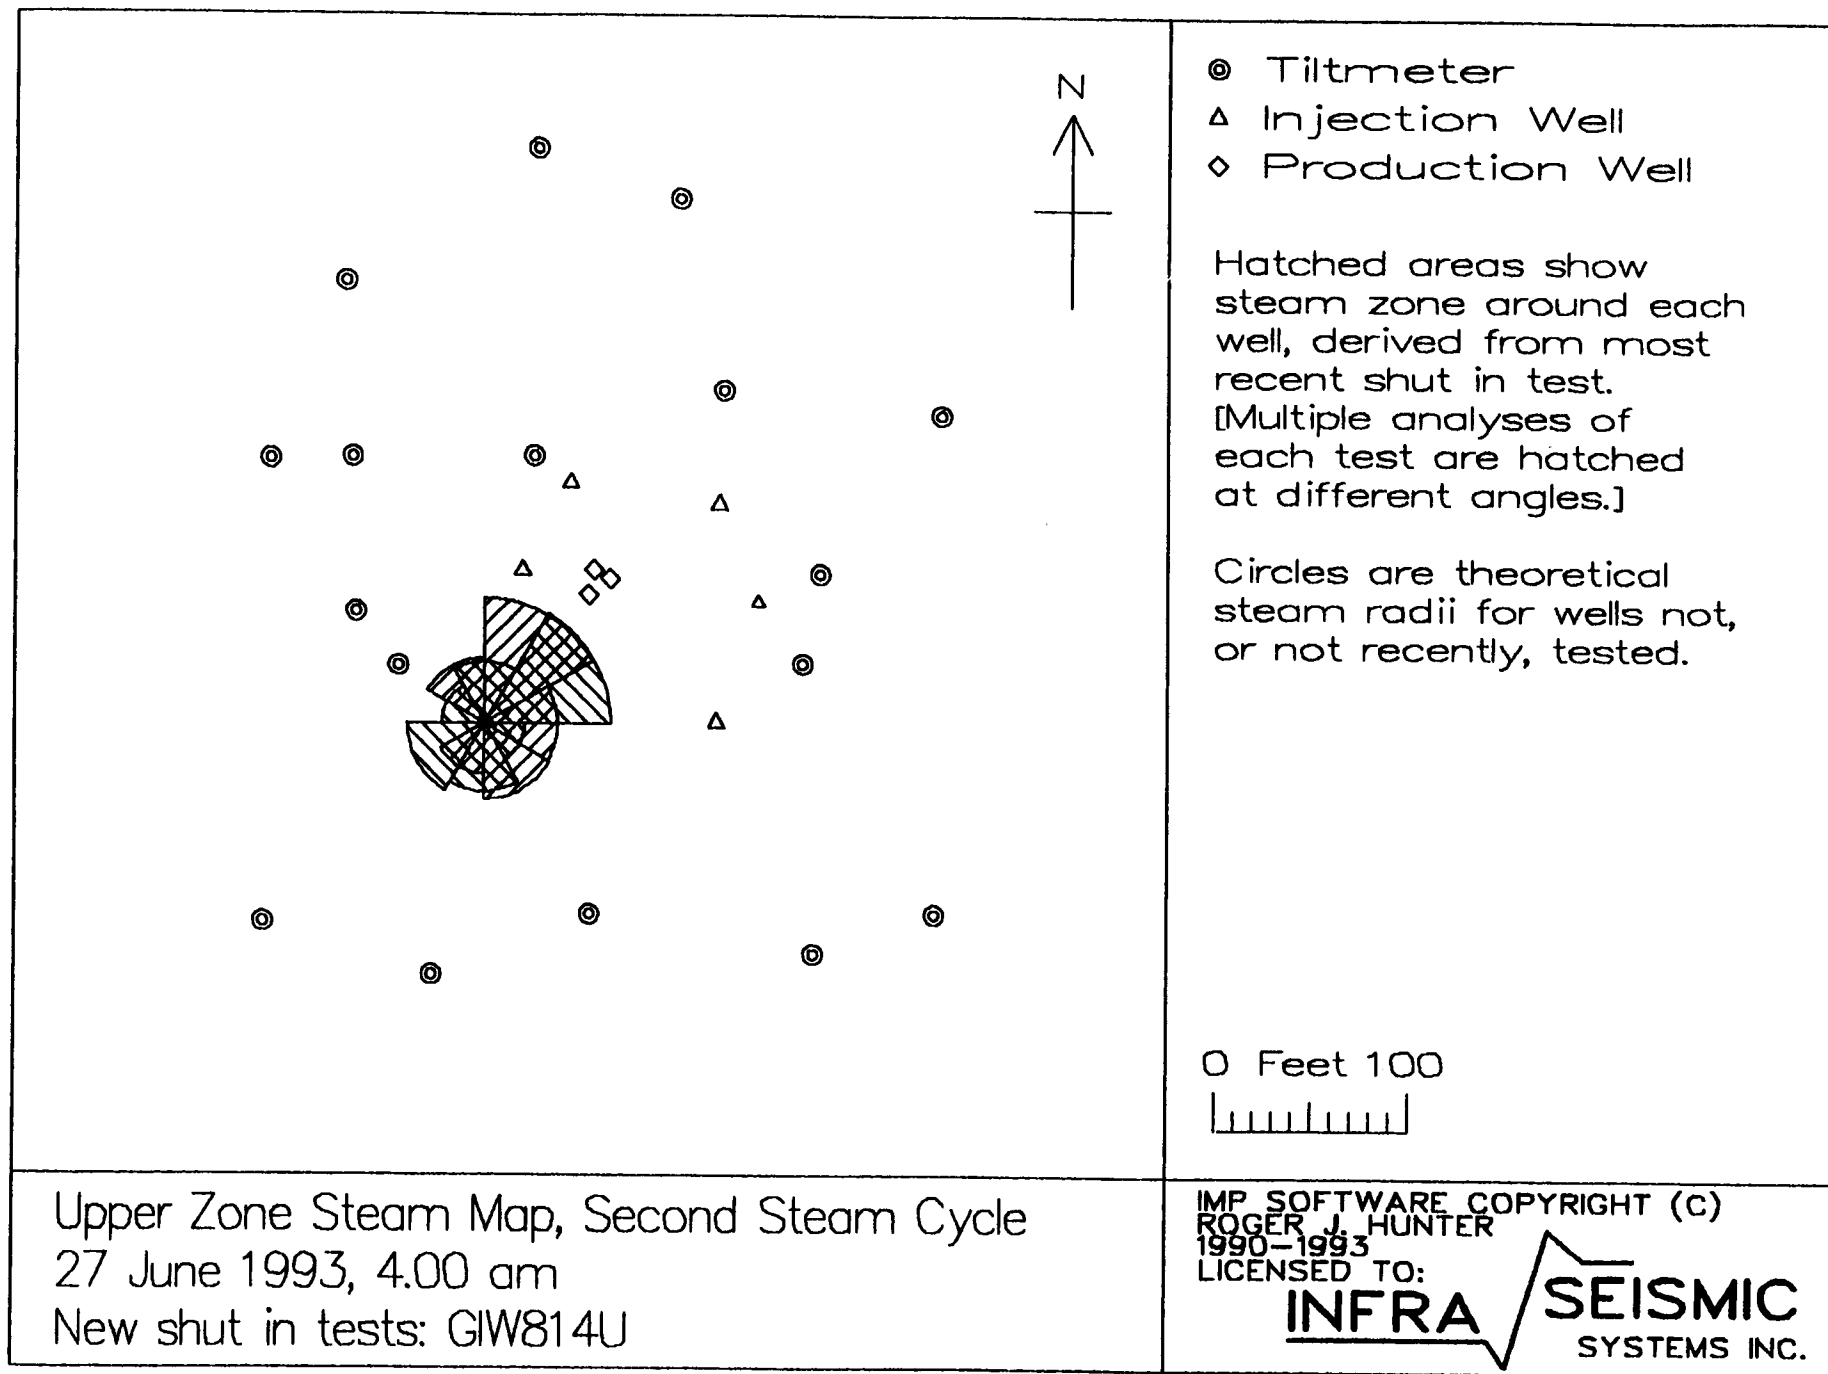 N
Tiltmeter
Injection Well
Production Well
Hatched areas show
steam zone around each
well, derived from most
recent shut in test.
[Multiple analyses of
each test are hatched
at different angles.]
Circles are theoretical
steam radii for wells not,
or not recently, tested.
0 Feet 100
Upper Zone Steam Map, Second Steam Cycle
27 June 1993, 4.00 am
New shut in tests: GIW814U
IMP SOFTWARE COPYRIGHT (C)
ROGER J. HUNTER
1990-1993
LICENSED TO:
INFRA SEISMIC
SYSTEMS INC.